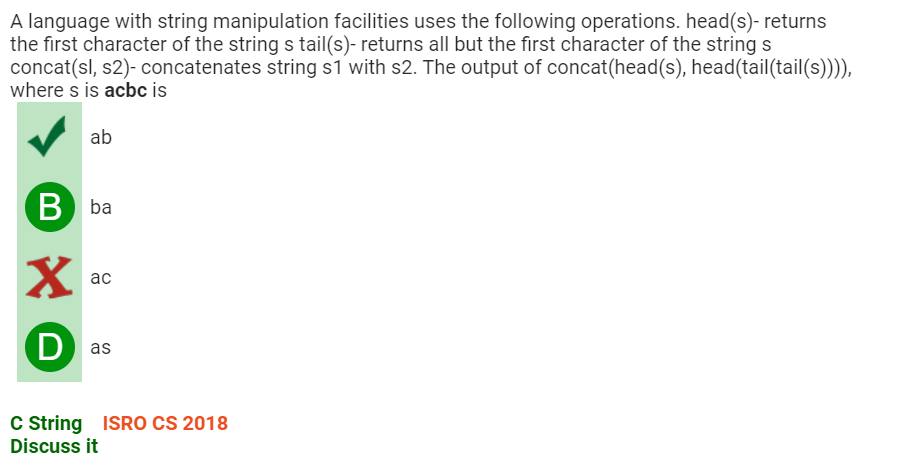 A language with string manipulation facilities uses the following operations. head(s)- returns
the first character of the string s tail(s)- returns all but the first character of the string s
concat(sl, s2)- concatenates string s1 with s2. The output of concat(head(s), head(tail(tail(s)))),
where s is acbc is
ab
B ba
X ac
D as
C String ISRO CS 2018
Discuss it